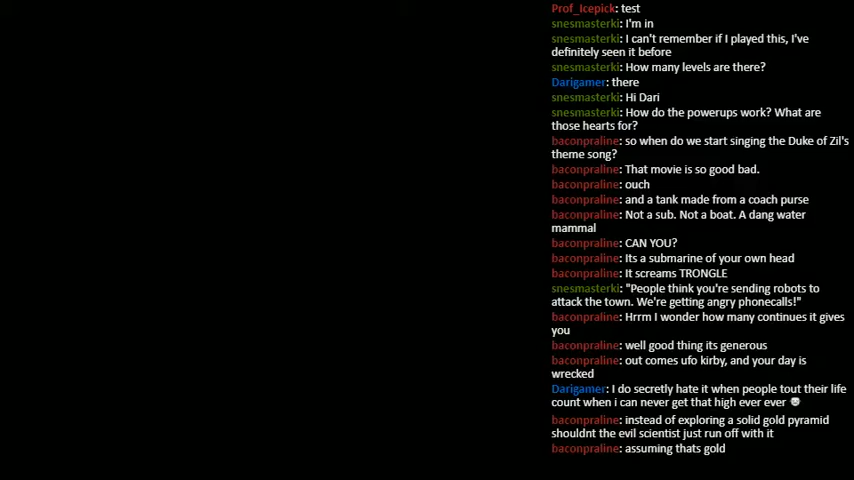 Prof_Icepick: test
snesmasterki: I'm in
snesmasterki: I can't remember if I played this, I've
definitely seen it before
snesmasterki: How many levels are there?
Darigamer: there
snesmasterki: Hi Dari
snesmasterki: How do the powerups work? What are
those hearts for?
baconpraline: so when do we start singing the Duke of Zil's
theme song?
baconpraline: That movie is so good bad.
baconpraline: ouch
baconpraline: and a tank made from a coach purse
baconpraline: Not a sub. Not a boat. A dang water
mammal
baconpraline: CAN YOU?
baconpraline: Its a submarine of your own head
baconpraline: It screams TRONGLE
snesmasterki: "People think you're sending robots to
attack the town. We're getting angry phonecalls!"
baconpraline: Hrrm I wonder how many continues it gives
you
baconpraline: well good thing its generous
baconpraline: out comes ufo kirby, and your day is
wrecked
Darigamer: I do secretly hate it when people tout their life
count when i can never get that high ever ever
baconpraline: instead of exploring a solid gold pyramid
shouldnt the evil scientist just run off with it
baconpraline: assuming thats gold